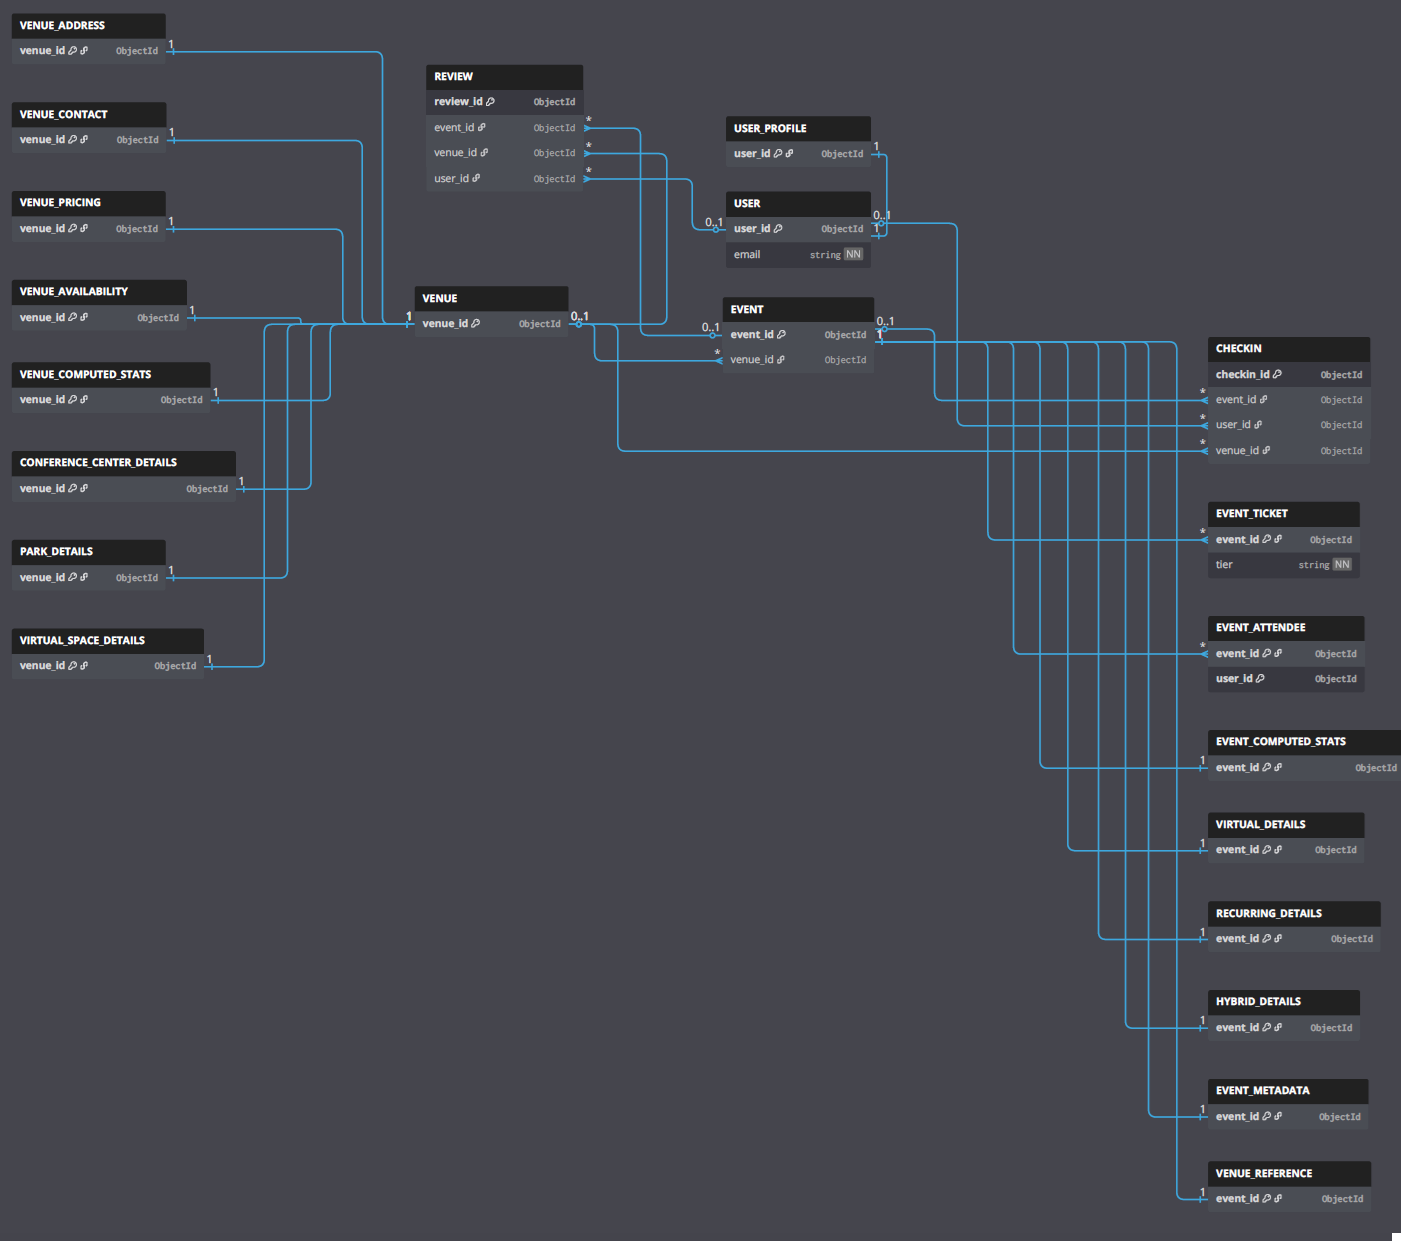 VENUE_ADDRESS
venue_id ObjectId 1
VENUE_CONTACT
venue_id ObjectId 1
VENUE_PRICING
venue_id ObjectId 1
VENUE_AVAILABILITY
venue_id ObjectId 1
VENUE_COMPUTED_STATS
venue_id ObjectId 1
CONFERENCE_CENTER_DETAILS
venue_id ObjectId 1
PARK_DETAILS
venue_id ObjectId 1
VIRTUAL_SPACE_DETAILS
venue_id ObjectId 1
REVIEW
review_id ObjectId
event_id ObjectId *
venue_id ObjectId *
user_id ObjectId *
VENUE
1 venue_id ObjectId 0..1
USER_PROFILE
user_id ObjectId 1
USER
0..1 user_id ObjectId 0..1
1
email string NN
EVENT
0..1 event_id ObjectId 0..1
1
* venue_id ObjectId
CHECKIN
checkin_id ObjectId
* event_id ObjectId
* user_id ObjectId
* venue_id ObjectId
EVENT_TICKET
* event_id ObjectId
tier string NN
EVENT_ATTENDEE
* event_id ObjectId
user_id ObjectId
EVENT_COMPUTED_STATS
1 event_id ObjectId
VIRTUAL_DETAILS
1 event_id ObjectId
RECURRING_DETAILS
1 event_id ObjectId
HYBRID_DETAILS
1 event_id ObjectId
EVENT_METADATA
1 event_id ObjectId
VENUE_REFERENCE
1 event_id ObjectId